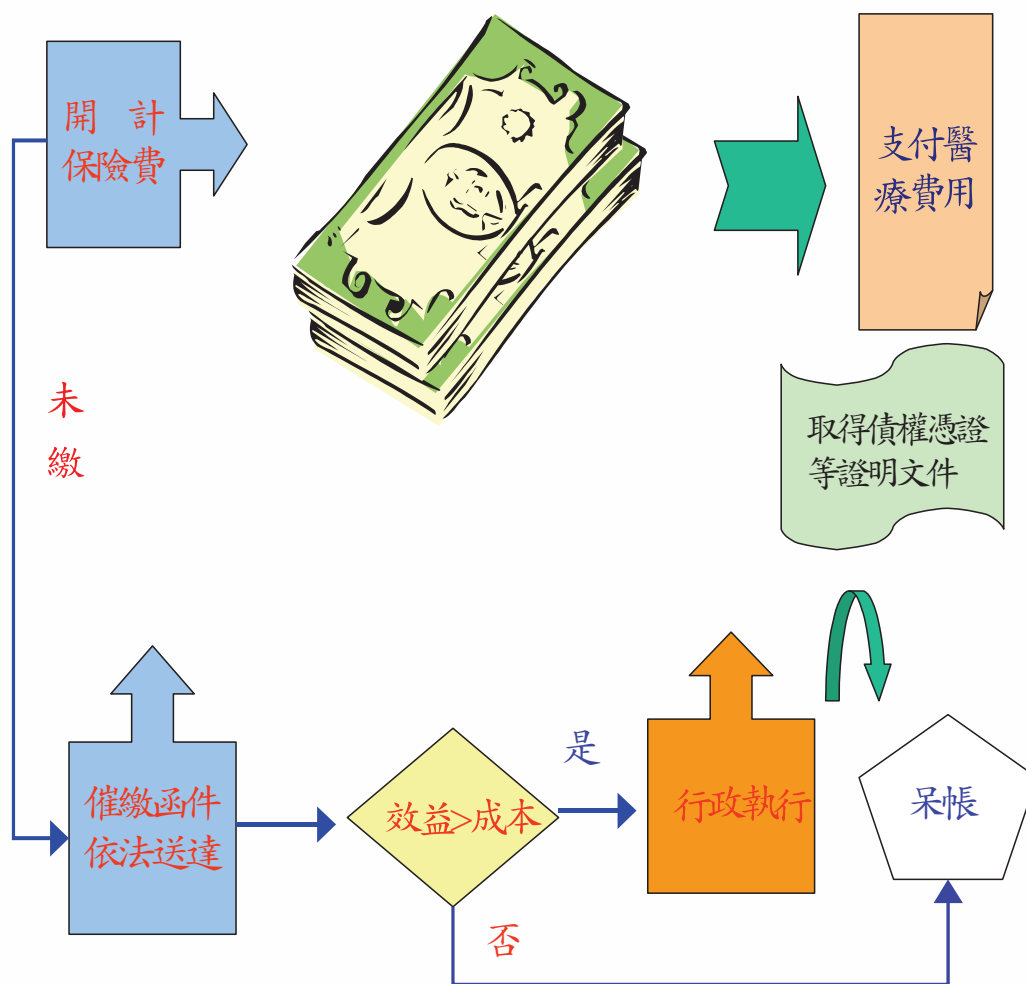 開 計
保險費
支付醫
療費用
未
繳
取得債權憑證
等證明文件
催繳函件
依法送達
效益>成本
是
行政執行
呆帳
否